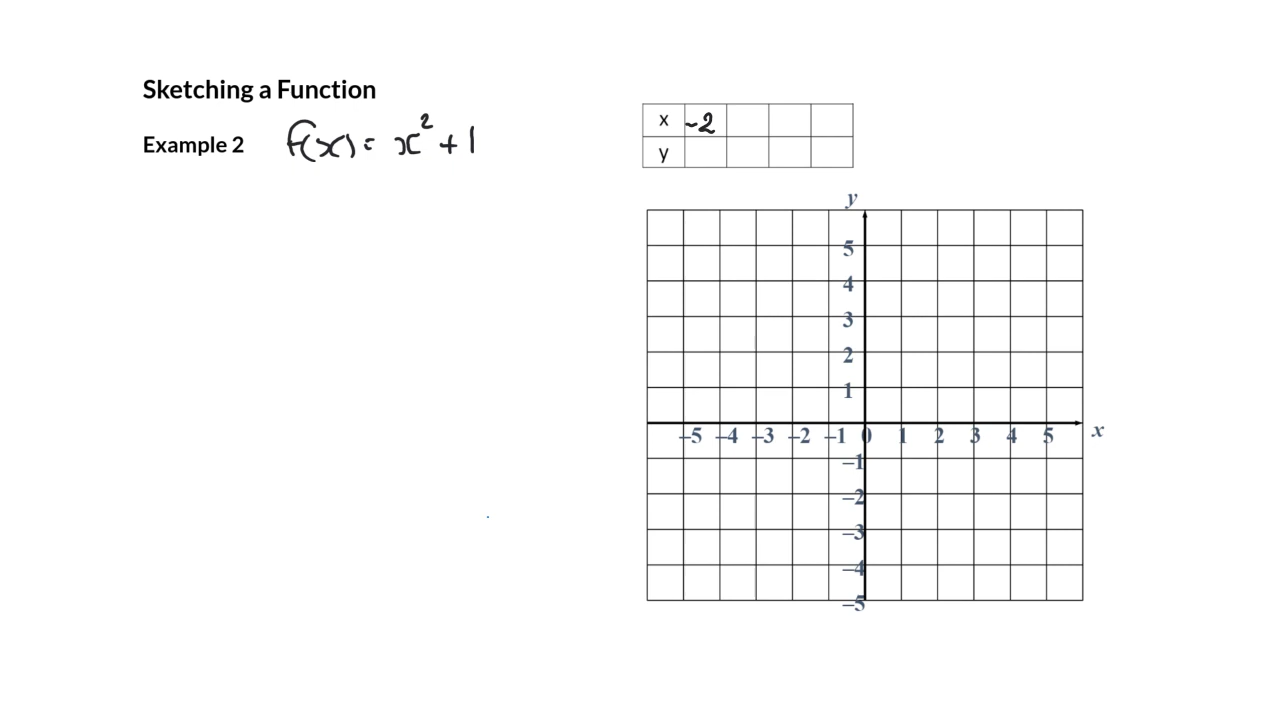 Sketching a Function
Example 2 f(x) = x² + 1
x -2
y
y
5
4
3
2
1
–5 –4 –3 –2 –1 0 1 2 3 4 5 x
–1
–2
–3
–4
–5